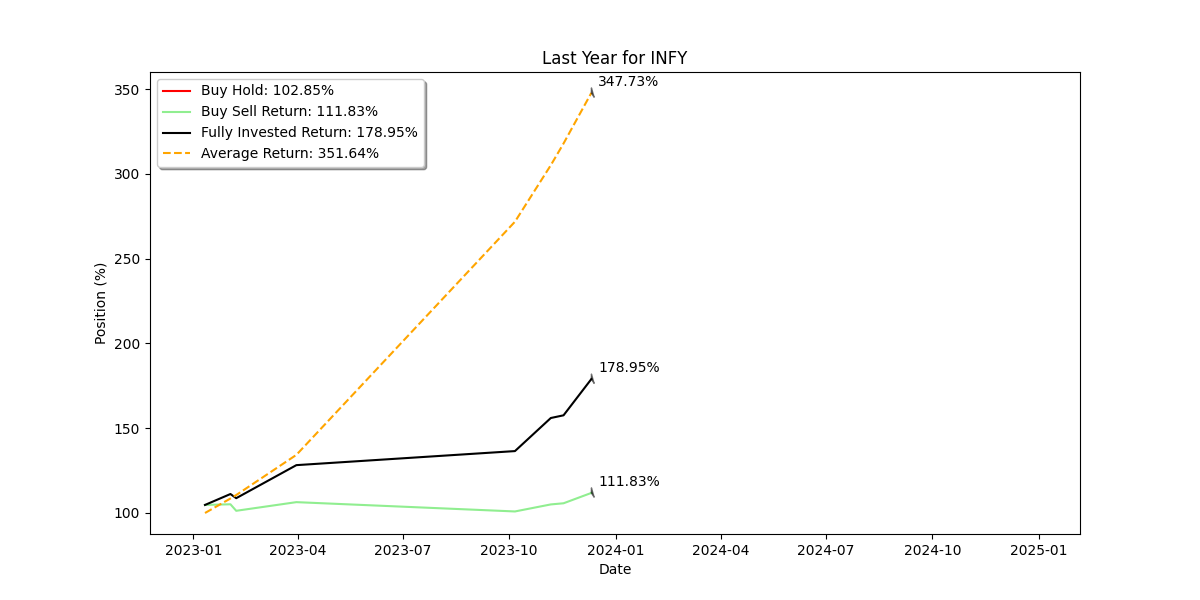 Last Year for INFY
347.73%
Buy Hold: 102.85%
Buy Sell Return: 111.83%
Fully Invested Return: 178.95%
Average Return: 351.64%
350
300
250
200
150
100
Position (%)
178.95%
111.83%
2023-01 2023-04 2023-07 2023-10 2024-01 2024-04 2024-07 2024-10 2025-01
Date